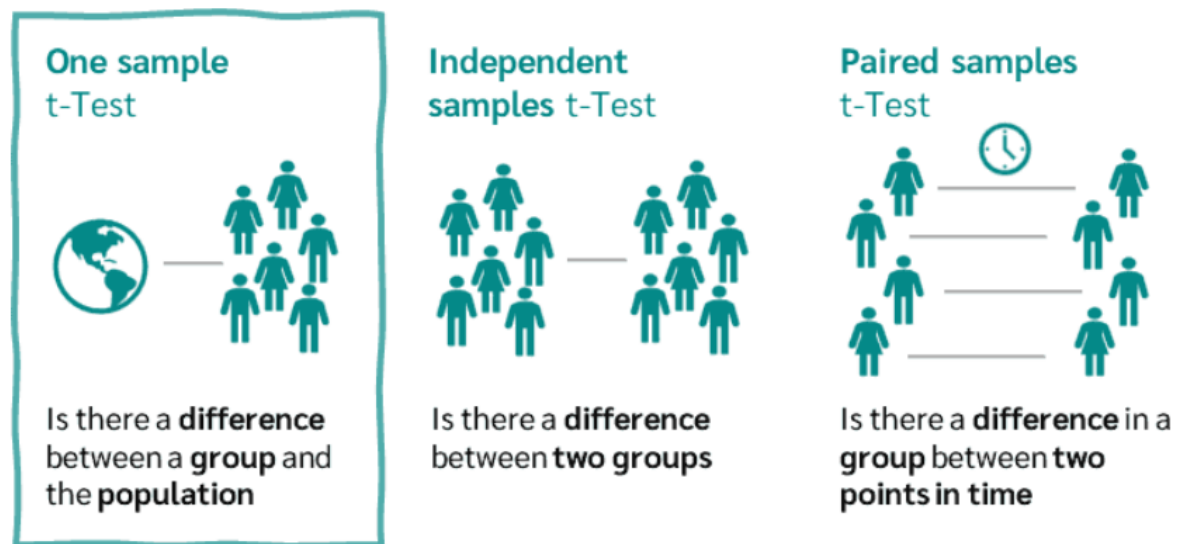 One sample
t-Test
Is there a difference
between a group and
the population
Independent
samples t-Test
Is there a difference
between two groups
Paired samples
t-Test
Is there a difference in a
group between two
points in time